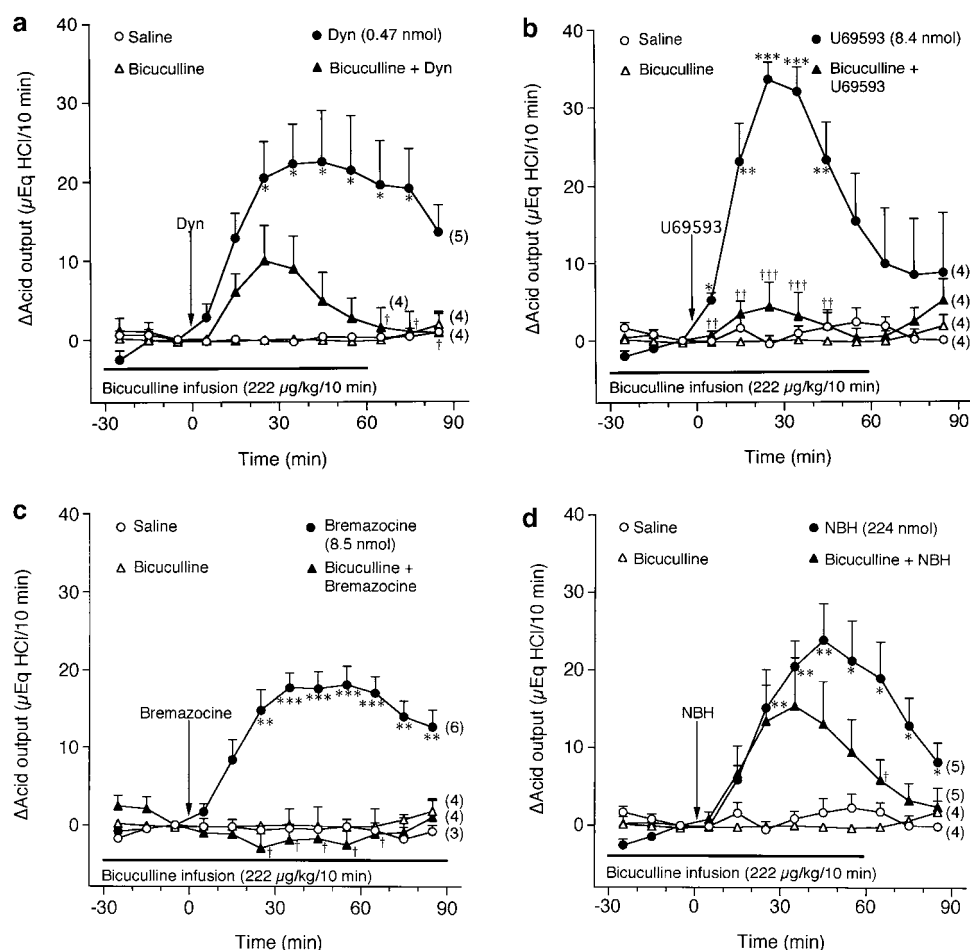 a
40
30
20
10
0
ΔAcid output (µEq HCl/10 min)
Saline
Bicuculline
Dyn (0.47 nmol)
Bicuculline + Dyn
Dyn
* * * * * *
(5)
(4)
† † †
(4)
(4)
Bicuculline infusion (222 µg/kg/10 min)
-30 0 30 60 90
Time (min)
b
40
30
20
10
0
ΔAcid output (µEq HCl/10 min)
Saline
Bicuculline
U69593 (8.4 nmol)
Bicuculline +
U69593
U69593
* ** *** *** **
†† †† ††† ††† ††
(4)
(4)
(4)
(4)
Bicuculline infusion (222 µg/kg/10 min)
-30 0 30 60 90
Time (min)
c
40
30
20
10
0
ΔAcid output (µEq HCl/10 min)
Saline
Bicuculline
Bremazocine
(8.5 nmol)
Bicuculline +
Bremazocine
Bremazocine
** *** *** *** *** ** **
(6)
(4)
(4)
(3)
† † † † †
Bicuculline infusion (222 µg/kg/10 min)
-30 0 30 60 90
Time (min)
d
40
30
20
10
0
ΔAcid output (µEq HCl/10 min)
Saline
Bicuculline
NBH (224 nmol)
Bicuculline + NBH
NBH
** ** ** * * * *
†
(5)
(5)
(4)
(4)
Bicuculline infusion (222 µg/kg/10 min)
-30 0 30 60 90
Time (min)